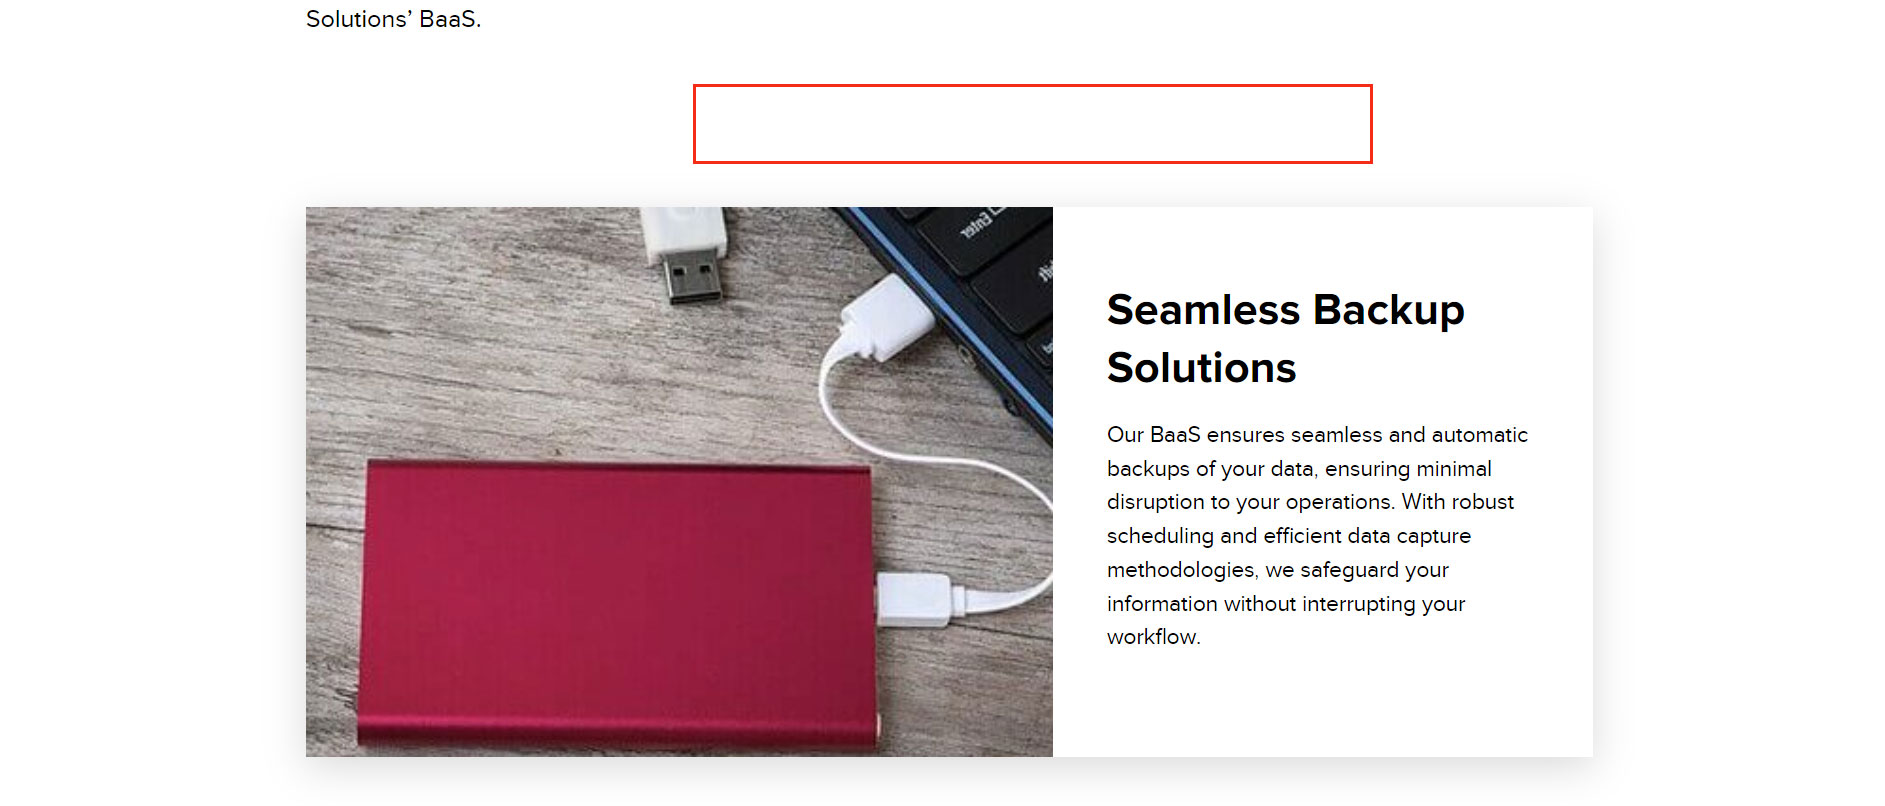 Solutions’ BaaS.
Enter
Seamless Backup
Solutions
Our BaaS ensures seamless and automatic
backups of your data, ensuring minimal
disruption to your operations. With robust
scheduling and efficient data capture
methodologies, we safeguard your
information without interrupting your
workflow.